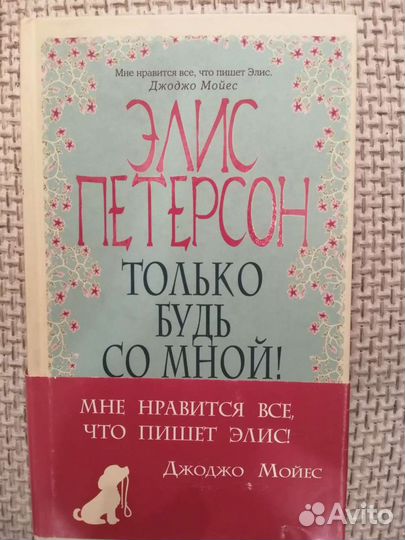 Мне нравится все, что пишет Элис.
Джоджо Мойес
ЭЛИС
ПЕТЕРСОН
ТОЛЬКО
БУДЬ
СО МНОЙ!
МНЕ НРАВИТСЯ ВСЕ,
ЧТО ПИШЕТ ЭЛИС!
Джоджо Мойес
Avito